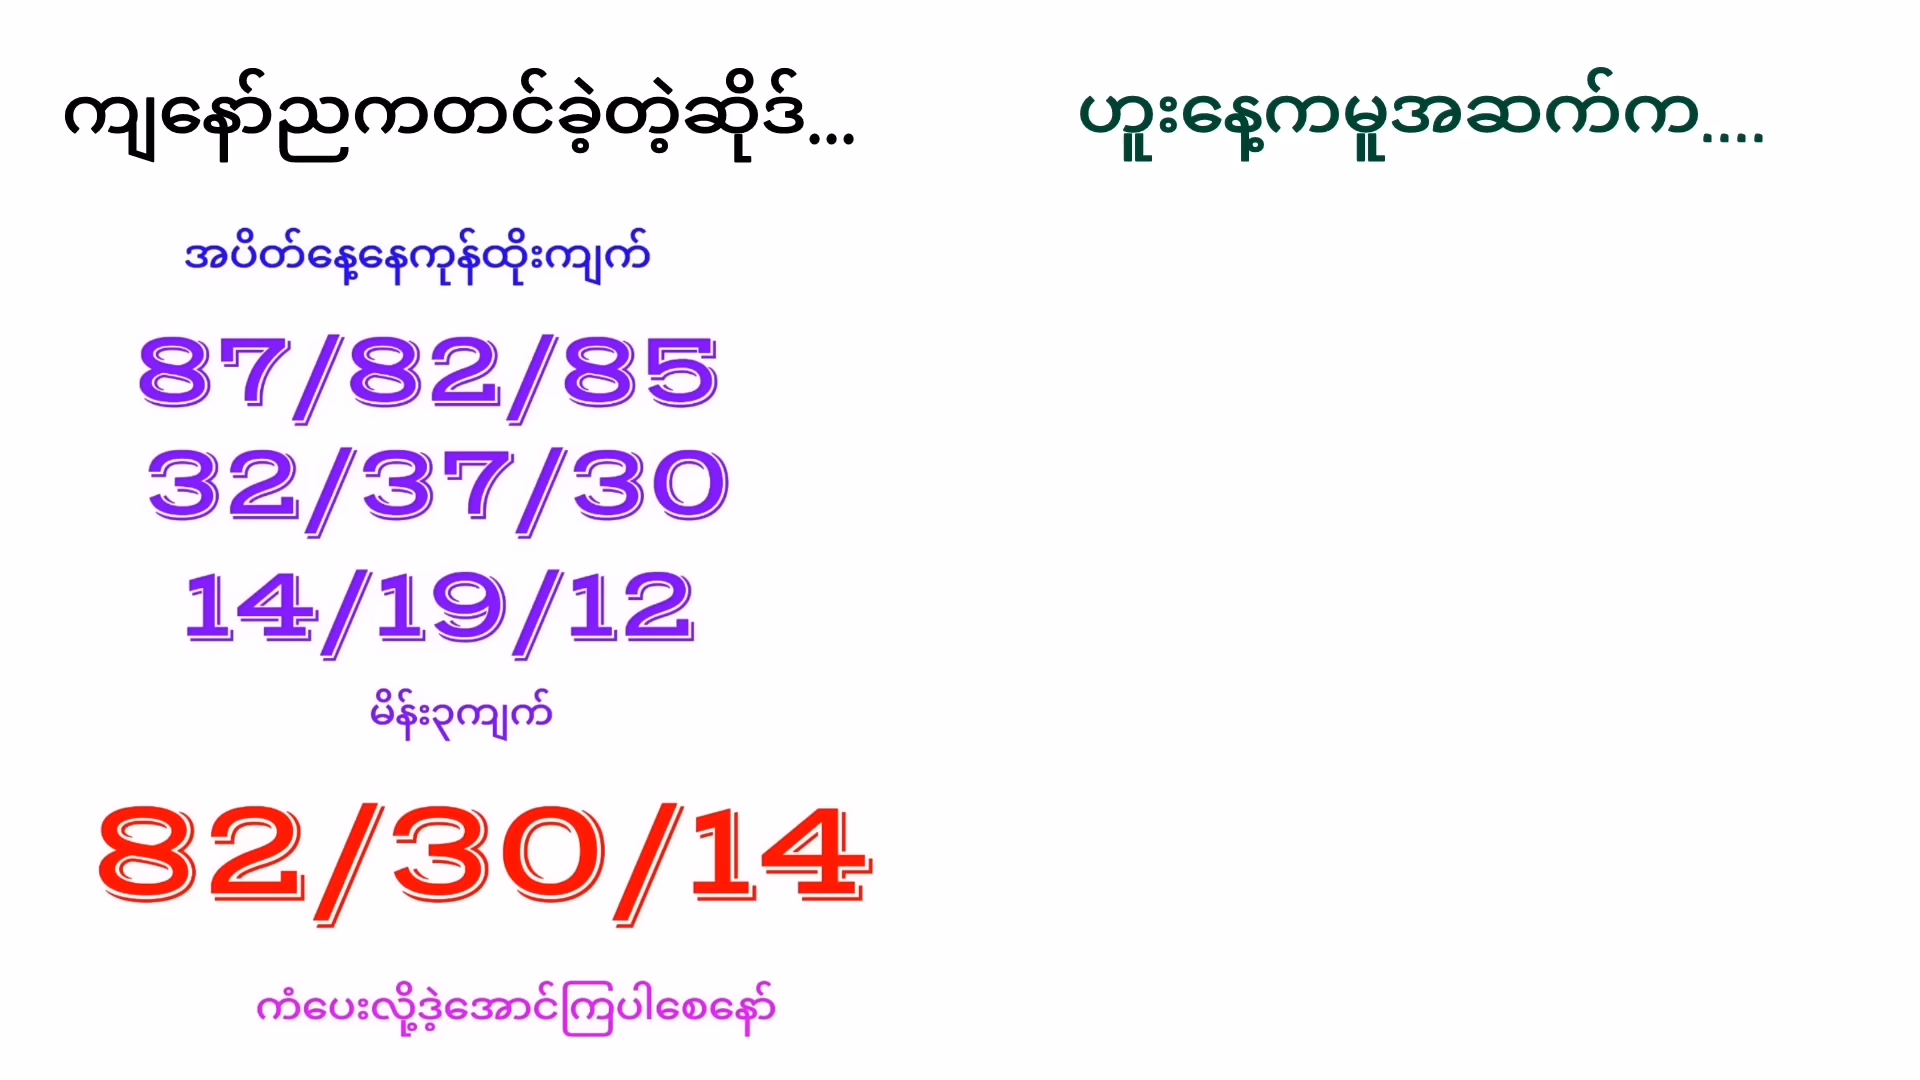 ကျနော်ညကတင်ခဲ့တဲ့ဆိုဒ်...
ဟူးနေ့ကမူအဆက်က....
အပိတ်နေ့နေကုန်ထိုးကျက်
87/82/85
32/37/30
14/19/12
မိန်း၃ကျက်
82/30/14
ကံပေးလို့ဒဲ့အောင်ကြပါစေနော်